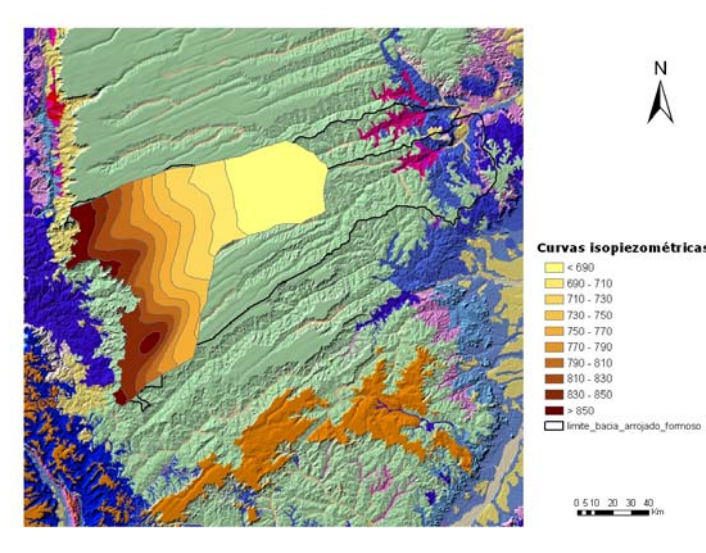 N
Curvas isopiezométricas
< 690
690 - 710
710 - 730
730 - 750
750 - 770
770 - 790
790 - 810
810 - 830
830 - 850
> 850
limite_bacia_arrojado_formoso
0 5 10 20 30 40
Km